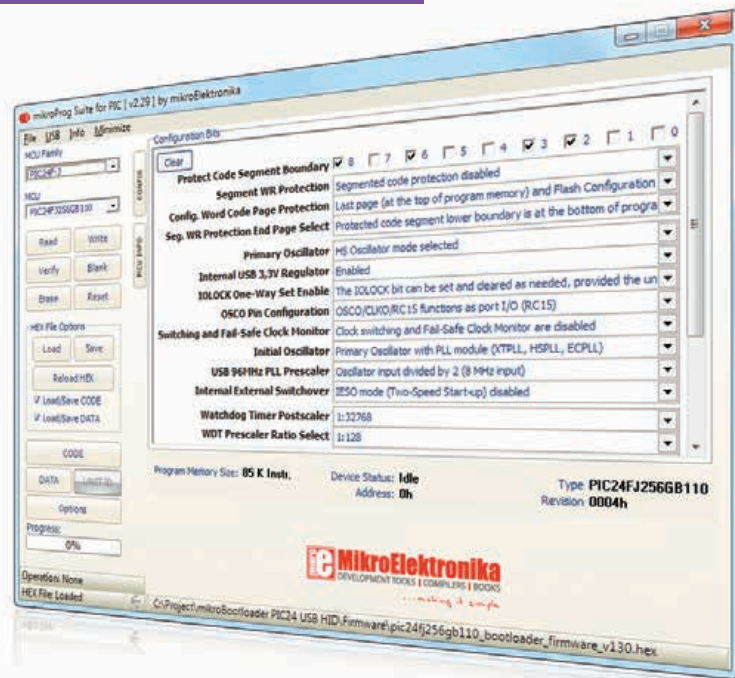 mikroProg Suite for PIC [ v2.29 ] by mikroElektronika
File USB Info Minimize
MCU Family
PIC24F-J
MCU
PIC24FJ256GB110
Read Write
Verify Blank
Erase Reset
HEX File Options
Load Save
Reload HEX
Load/Save CODE
Load/Save DATA
CODE
DATA
Options
Progress:
0%
Operation: None
HEX File: Loaded
CONFIG
MCU INFO
Configuration Bits
Clear
Protect Code Segment Boundary 8 7 6 5 4 3 2 1 0
Segment WR Protection Segmented code protection disabled
Config. Word Code Page Protection Last page (at the top of program memory) and Flash Configuration
Seg. WR Protection End Page Select Protected code segment lower boundary is at the bottom of progra
Primary Oscillator HS Oscillator mode selected
Internal USB 3,3V Regulator Enabled
IOLOCK One-Way Set Enable The IOLOCK bit can be set and cleared as needed, provided the un
OSCO Pin Configuration OSCO/CLKO/RC15 functions as port I/O (RC15)
Switching and Fail-Safe Clock Monitor Clock switching and Fail-Safe Clock Monitor are disabled
Initial Oscillator Primary Oscillator with PLL module (XTPLL, HSPLL, ECPLL)
USB 96MHz PLL Prescaler Oscillator input divided by 2 (8 MHz input)
Internal External Switchover IESO mode (Two-Speed Start-up) disabled
Watchdog Timer Postscaler 1:32768
WDT Prescaler Ratio Select 1:128
Program Memory Size: 85 K Instr. Device Status: Idle Type PIC24FJ256GB110
Address: 0h Revision 0004h
MikroElektronika
DEVELOPMENT TOOLS | COMPILERS | BOOKS
...making it simple
C:\Project\mikroBootloader PIC24 USB HID\Firmware\pic24fj256gb110_bootloader_firmware_v130.hex